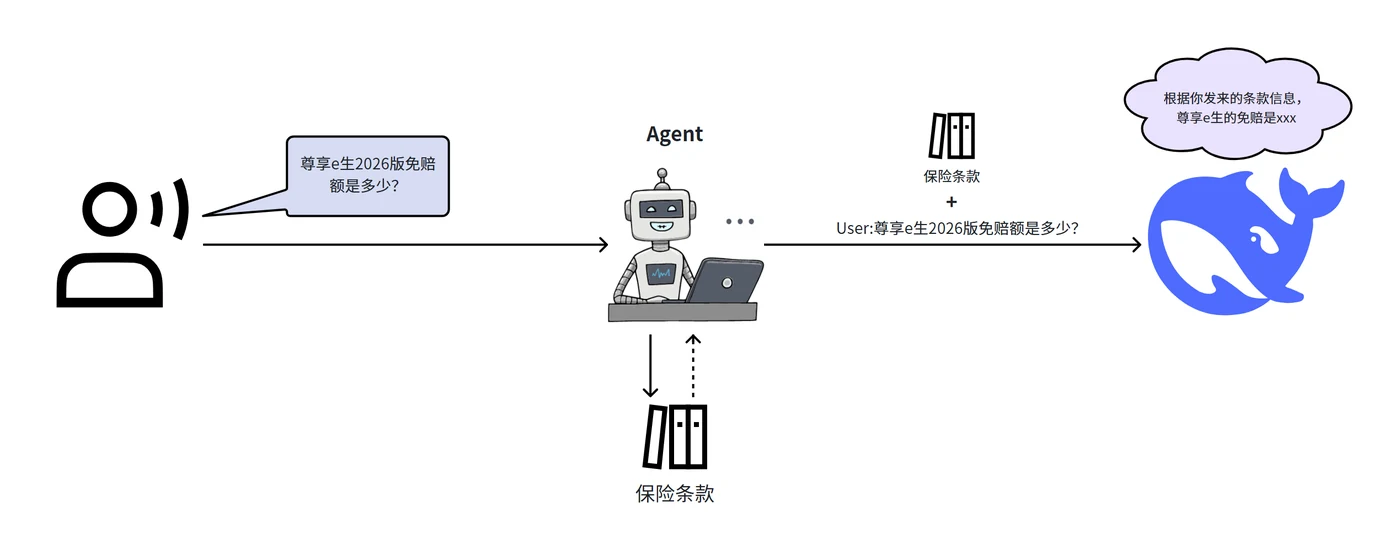 尊享e生2026版免赔
额是多少?
Agent
保险条款
+
User:尊享e生2026版免赔额是多少?
根据你发来的条款信息，
尊享e生的免赔是xxx
保险条款